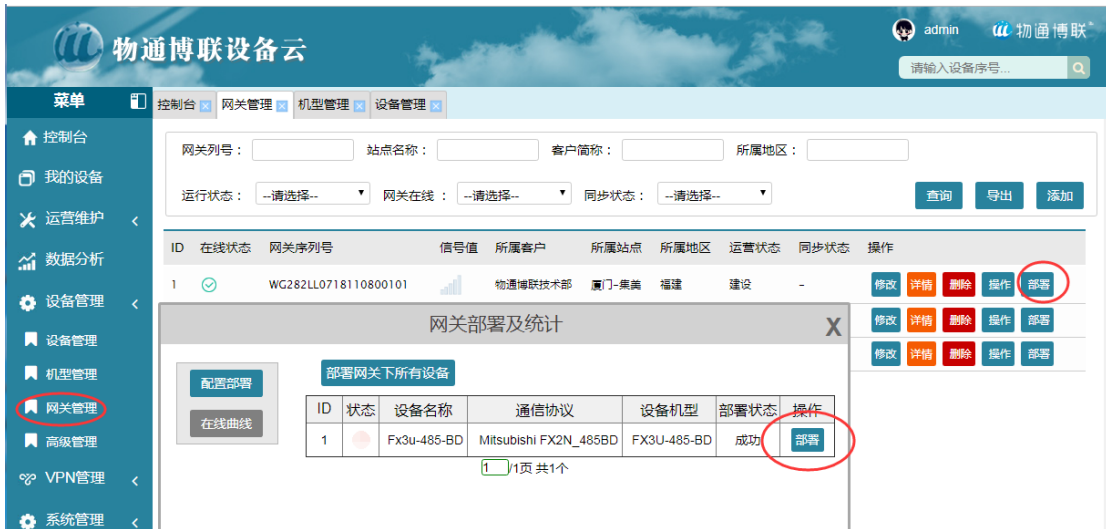 物通博联设备云
admin
物通博联
请输入设备序号...
菜单
控制台 网关管理 机型管理 设备管理
控制台
我的设备
运营维护
数据分析
设备管理
设备管理
机型管理
网关管理
高级管理
VPN管理
系统管理
网关列号： 站点名称： 客户简称： 所属地区：
运行状态： --请选择-- 网关在线 ： --请选择-- 同步状态： --请选择--
查询 导出 添加
ID 在线状态 网关序列号 信号值 所属客户 所属站点 所属地区 运营状态 同步状态 操作
1 WG282LL0718110800101 物通博联技术部 厦门-集美 福建 建设 - 修改 详情 删除 操作 部署
修改 详情 删除 操作 部署
修改 详情 删除 操作 部署
网关部署及统计 X
配置部署
在线曲线
部署网关下所有设备
ID 状态 设备名称 通信协议 设备机型 部署状态 操作
1 Fx3u-485-BD Mitsubishi FX2N_485BD FX3U-485-BD 成功 部署
1 /1页 共1个